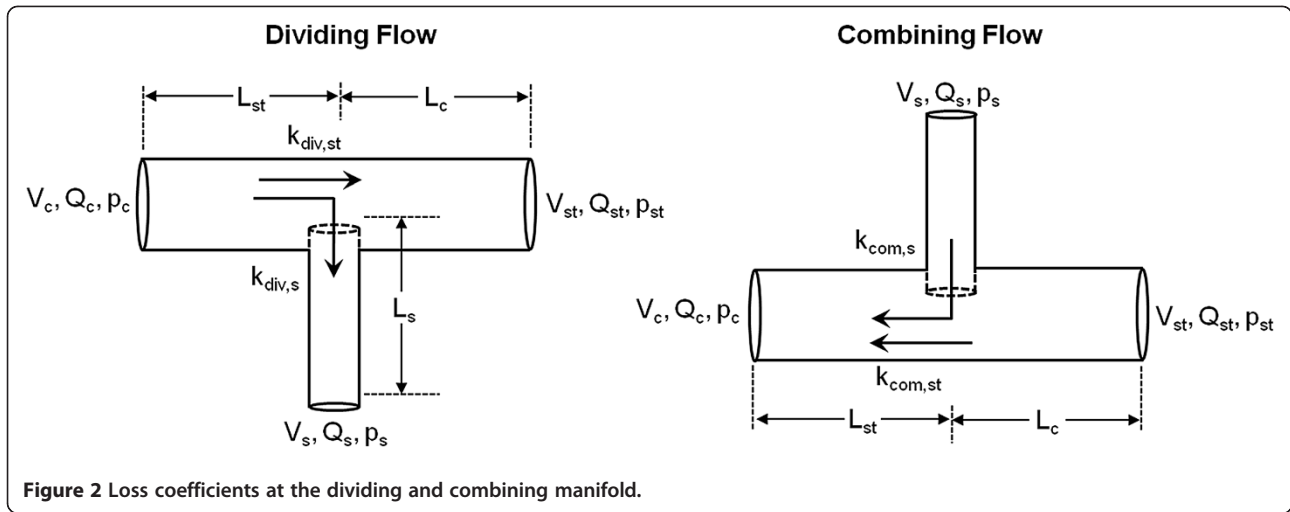 Dividing Flow
L_st
L_c
k_div,st
V_c, Q_c, p_c
V_st, Q_st, p_st
k_div,s
L_s
V_s, Q_s, p_s
Combining Flow
V_s, Q_s, p_s
k_com,s
V_c, Q_c, p_c
V_st, Q_st, p_st
k_com,st
L_st
L_c
Figure 2 Loss coefficients at the dividing and combining manifold.